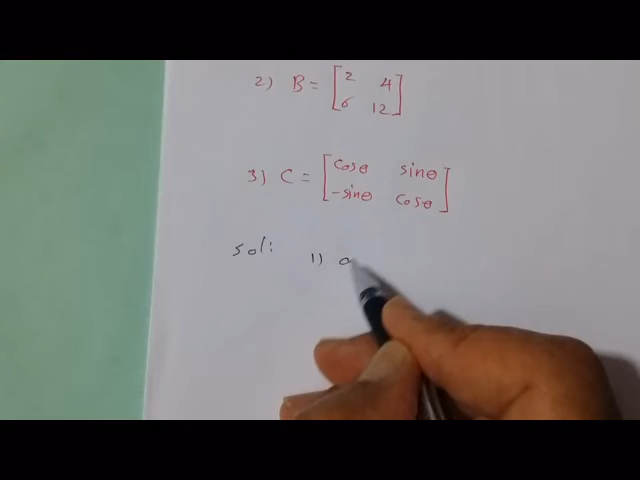 2) B = [2 4
6 12]
3) C = [cosθ sinθ
-sinθ cosθ]
sol: 1) a